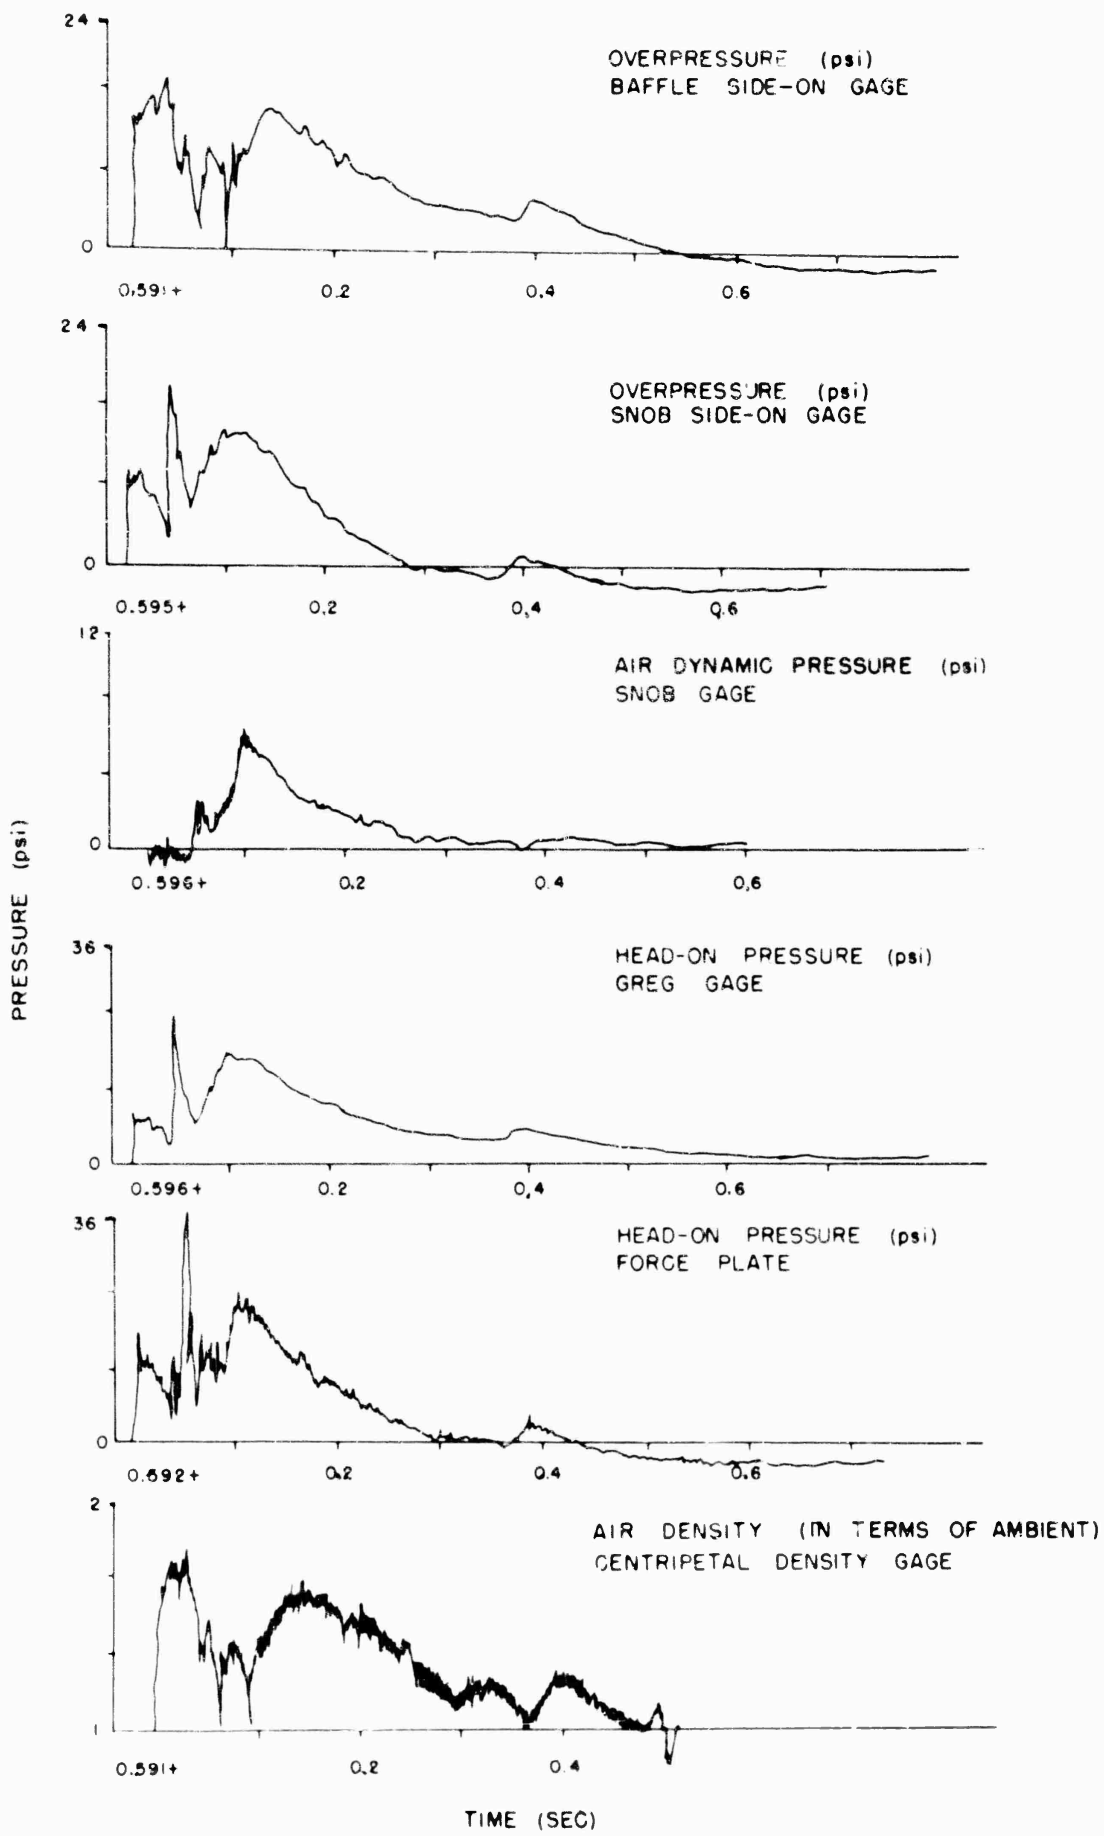 24
OVERPRESSURE (psi)
BAFFLE SIDE-ON GAGE
0
0.591+ 0.2 0.4 0.6
24
OVERPRESSURE (psi)
SNOB SIDE-ON GAGE
0
0.595+ 0.2 0.4 0.6
12
AIR DYNAMIC PRESSURE (psi)
SNOB GAGE
0
0.596+ 0.2 0.4 0.6
PRESSURE (psi)
36
HEAD-ON PRESSURE (psi)
GREG GAGE
0
0.596+ 0.2 0.4 0.6
36
HEAD-ON PRESSURE (psi)
FORCE PLATE
0
0.592+ 0.2 0.4 0.6
2
AIR DENSITY (IN TERMS OF AMBIENT)
CENTRIPETAL DENSITY GAGE
1
0.591+ 0.2 0.4
TIME (SEC)